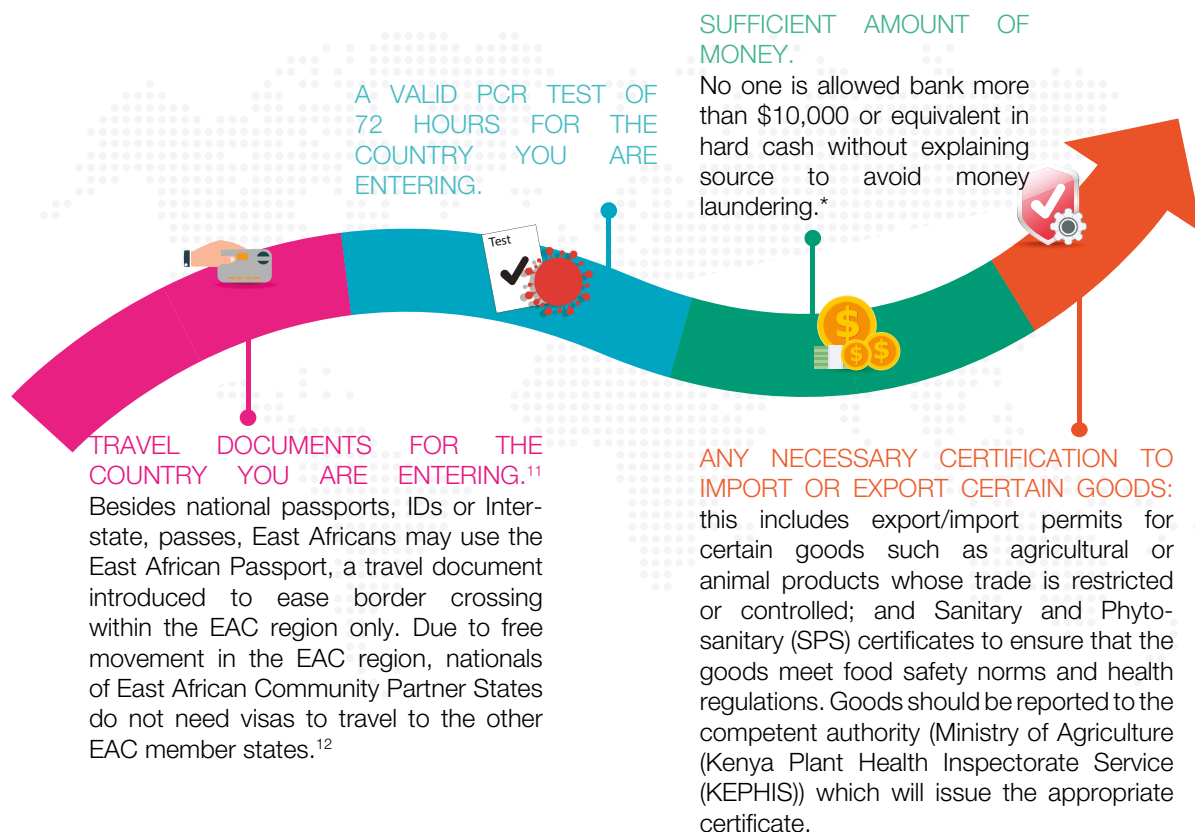 TRAVEL DOCUMENTS FOR THE
COUNTRY YOU ARE ENTERING.11
Besides national passports, IDs or Inter-
state, passes, East Africans may use the
East African Passport, a travel document
introduced to ease border crossing
within the EAC region only. Due to free
movement in the EAC region, nationals
of East African Community Partner States
do not need visas to travel to the other
EAC member states.12
A VALID PCR TEST OF
72 HOURS FOR THE
COUNTRY YOU ARE
ENTERING.
Test
SUFFICIENT AMOUNT OF
MONEY.
No one is allowed bank more
than $10,000 or equivalent in
hard cash without explaining
source to avoid money
laundering.*
$
$
$
ANY NECESSARY CERTIFICATION TO
IMPORT OR EXPORT CERTAIN GOODS:
this includes export/import permits for
certain goods such as agricultural or
animal products whose trade is restricted
or controlled; and Sanitary and Phyto-
sanitary (SPS) certificates to ensure that the
goods meet food safety norms and health
regulations. Goods should be reported to the
competent authority (Ministry of Agriculture
(Kenya Plant Health Inspectorate Service
(KEPHIS)) which will issue the appropriate
certificate.